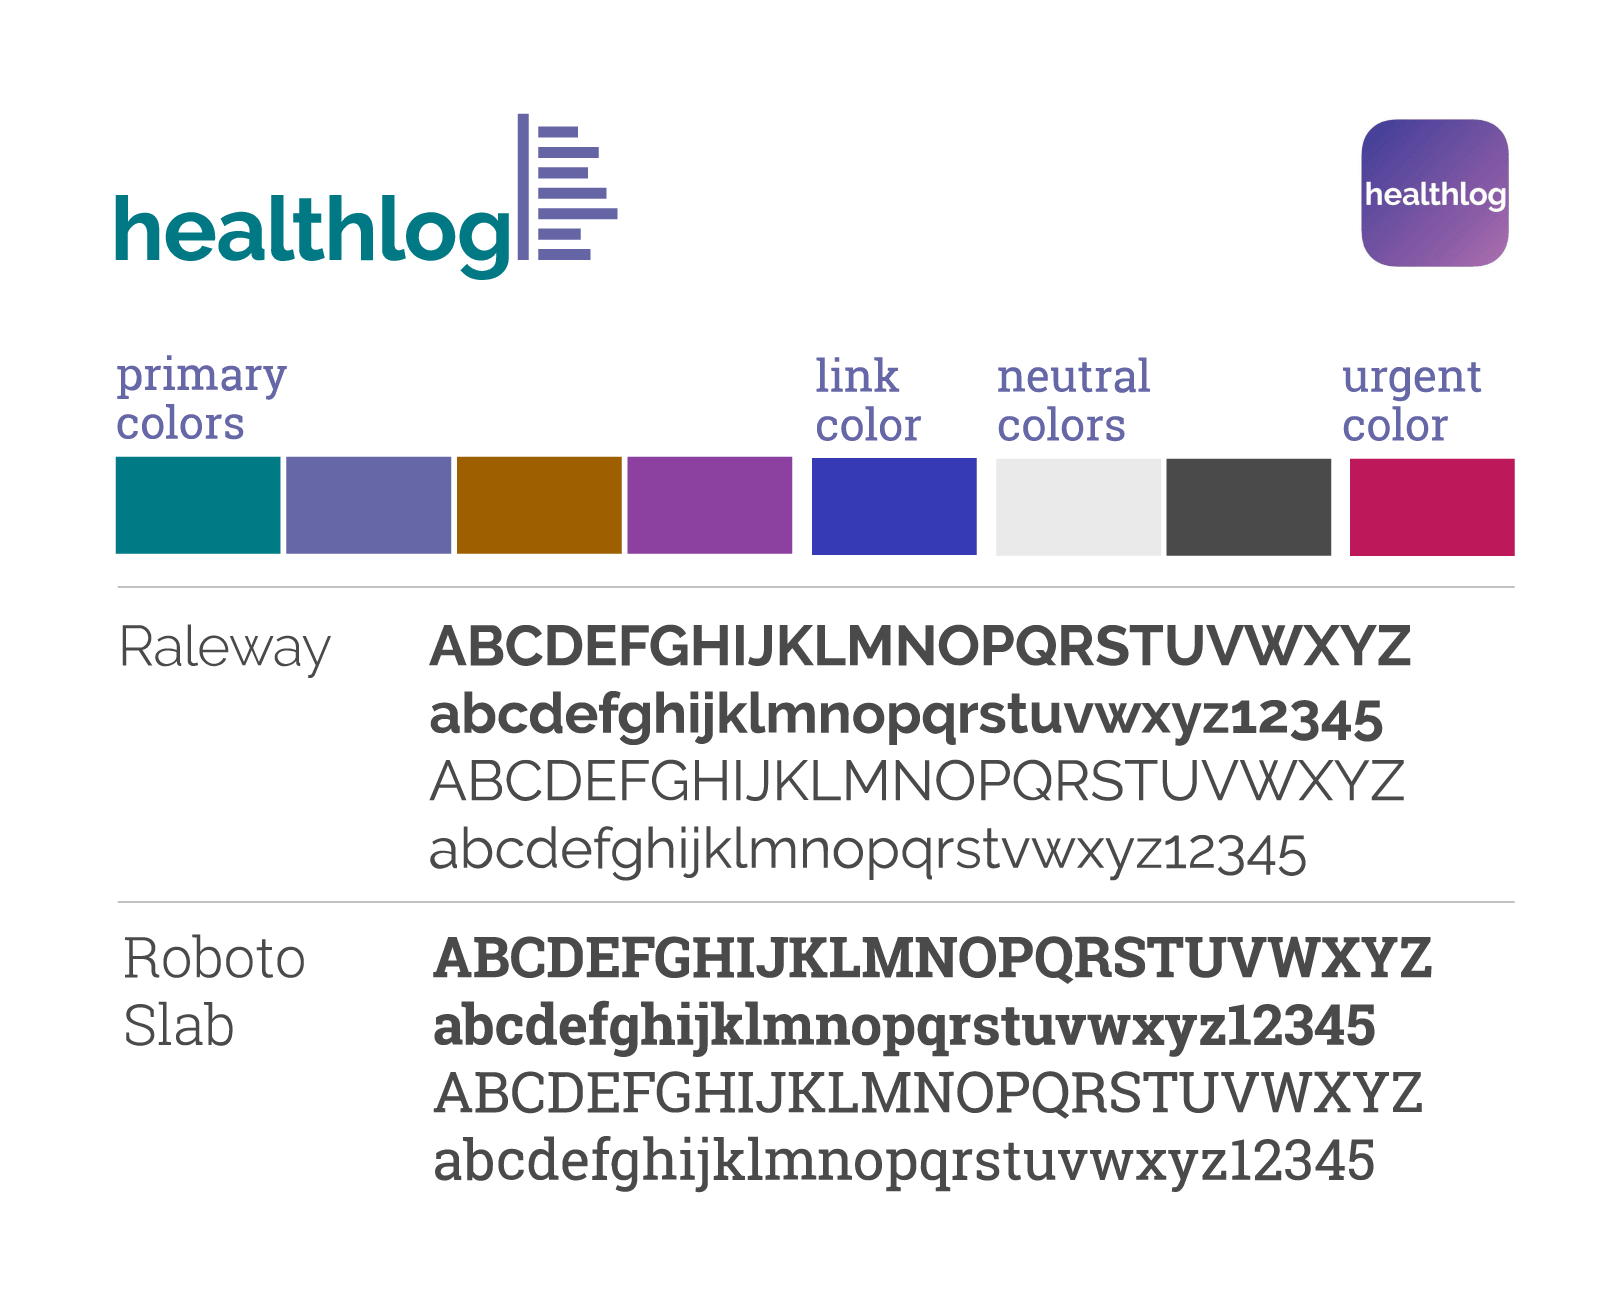 healthlog
healthlog
primary
colors
link
color
neutral
colors
urgent
color
Raleway
ABCDEFGHIJKLMNOPQRSTUVWXYZ
abcdefghijklmnopqrstuvwxyz12345
ABCDEFGHIJKLMNOPQRSTUVWXYZ
abcdefghijklmnopqrstvwxyz12345
Roboto
Slab
ABCDEFGHIJKLMNOPQRSTUVWXYZ
abcdefghijklmnopqrstuvwxyz12345
ABCDEFGHIJKLMNOPQRSTUVWXYZ
abcdefghijklmnopqrstuvwxyz12345